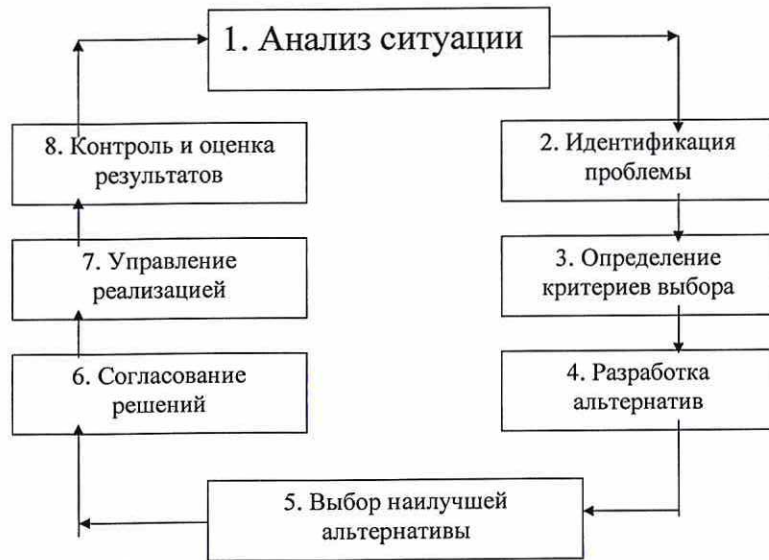 1. Анализ ситуации
2. Идентификация
проблемы
3. Определение
критериев выбора
4. Разработка
альтернатив
5. Выбор наилучшей
альтернативы
6. Согласование
решений
7. Управление
реализацией
8. Контроль и оценка
результатов